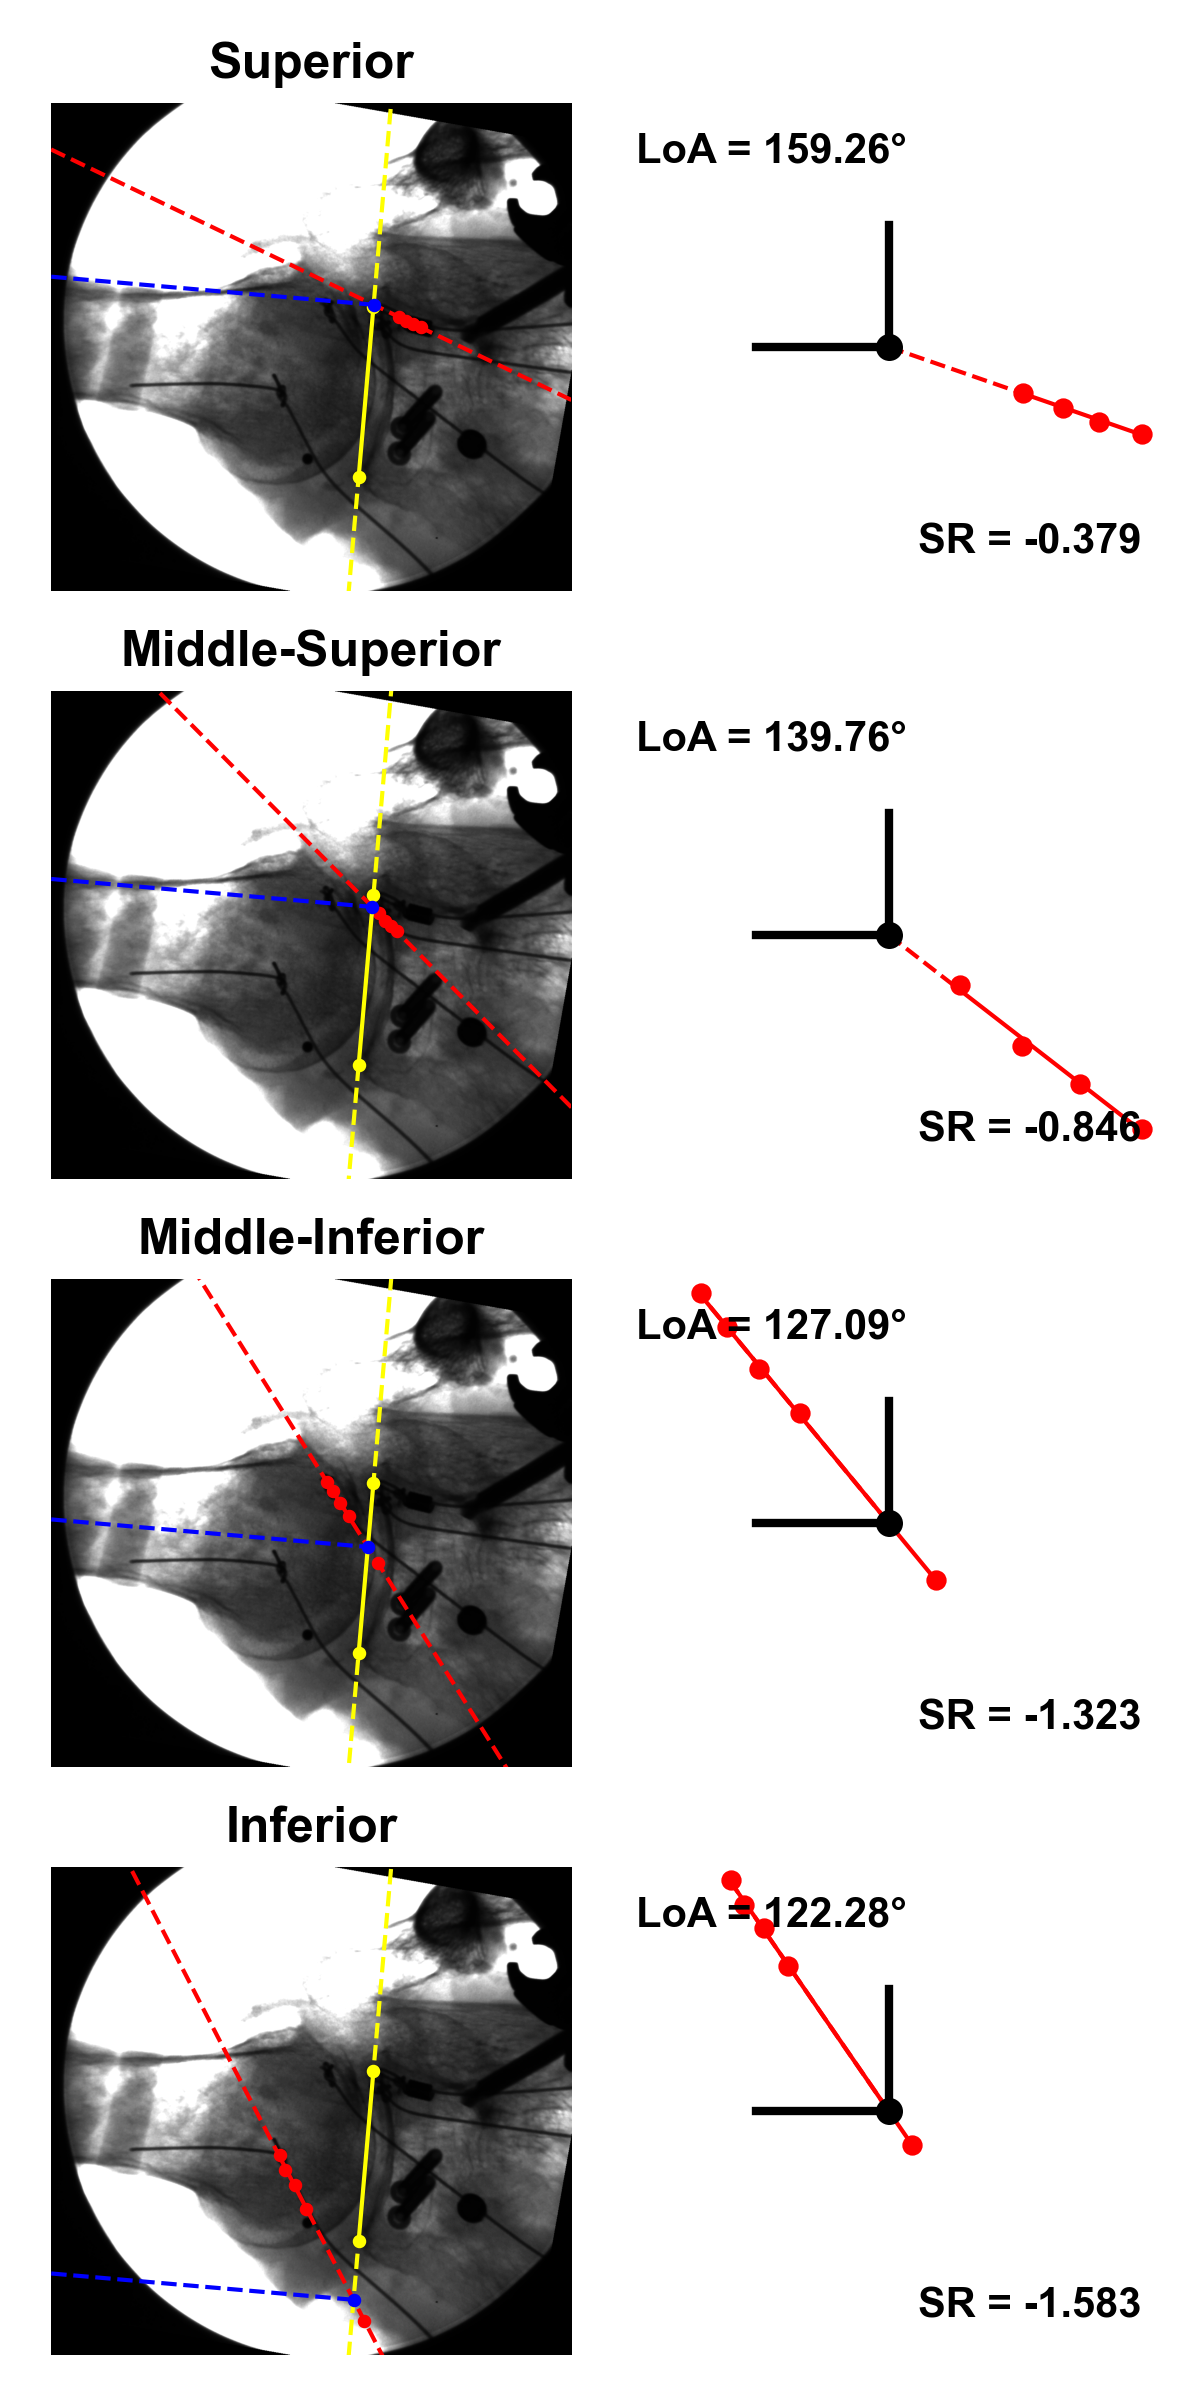 Superior
LoA = 159.26°
SR = -0.379
Middle-Superior
LoA = 139.76°
SR = -0.846
Middle-Inferior
LoA = 127.09°
SR = -1.323
Inferior
LoA = 122.28°
SR = -1.583